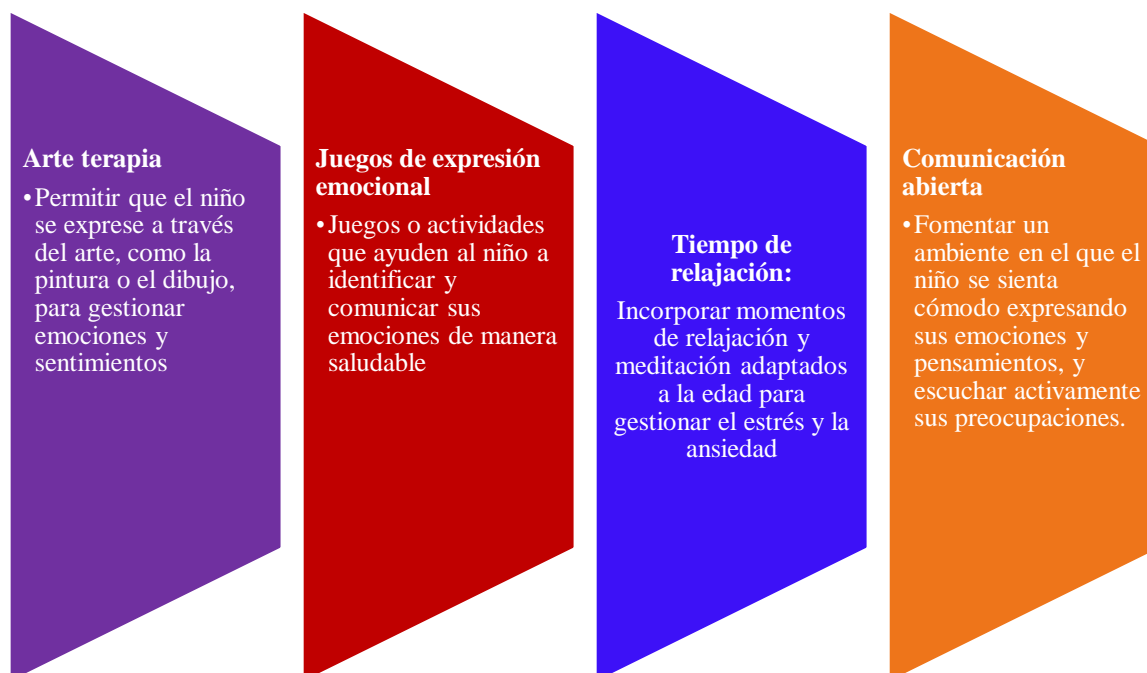 Arte terapia
•Permitir que el niño
se exprese a través
del arte, como la
pintura o el dibujo,
para gestionar
emociones y
sentimientos
Juegos de expresión
emocional
•Juegos o actividades
que ayuden al niño a
identificar y
comunicar sus
emociones de manera
saludable
Tiempo de
relajación:
Incorporar momentos
de relajación y
meditación adaptados
a la edad para
gestionar el estrés y la
ansiedad
Comunicación
abierta
•Fomentar un
ambiente en el que el
niño se sienta
cómodo expresando
sus emociones y
pensamientos, y
escuchar activamente
sus preocupaciones.